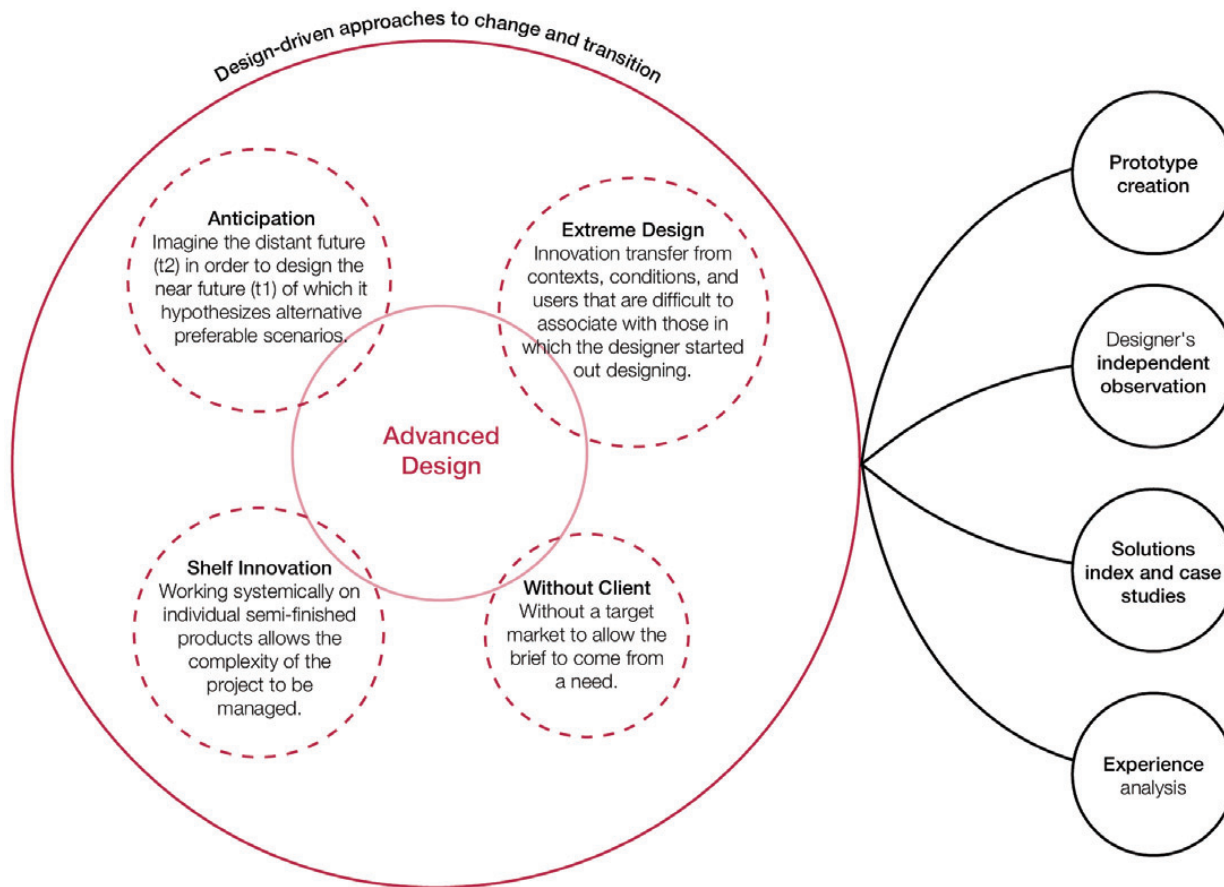 Design-driven approaches to change and transition
Anticipation
Imagine the distant future
(t2) in order to design the
near future (t1) of which it
hypothesizes alternative
preferable scenarios.
Extreme Design
Innovation transfer from
contexts, conditions, and
users that are difficult to
associate with those in
which the designer started
out designing.
Advanced
Design
Shelf Innovation
Working systemically on
individual semi-finished
products allows the
complexity of the
project to be
managed.
Without Client
Without a target
market to allow the
brief to come from
a need.
Prototype
creation
Designer's
independent
observation
Solutions
index and case
studies
Experience
analysis